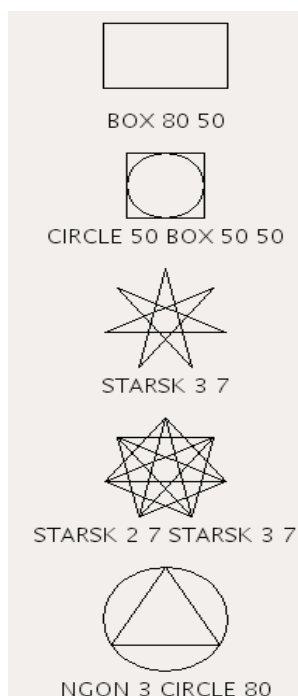 BOX 80 50
CIRCLE 50 BOX 50 50
STARSK 3 7
STARSK 2 7 STARSK 3 7
NGON 3 CIRCLE 80